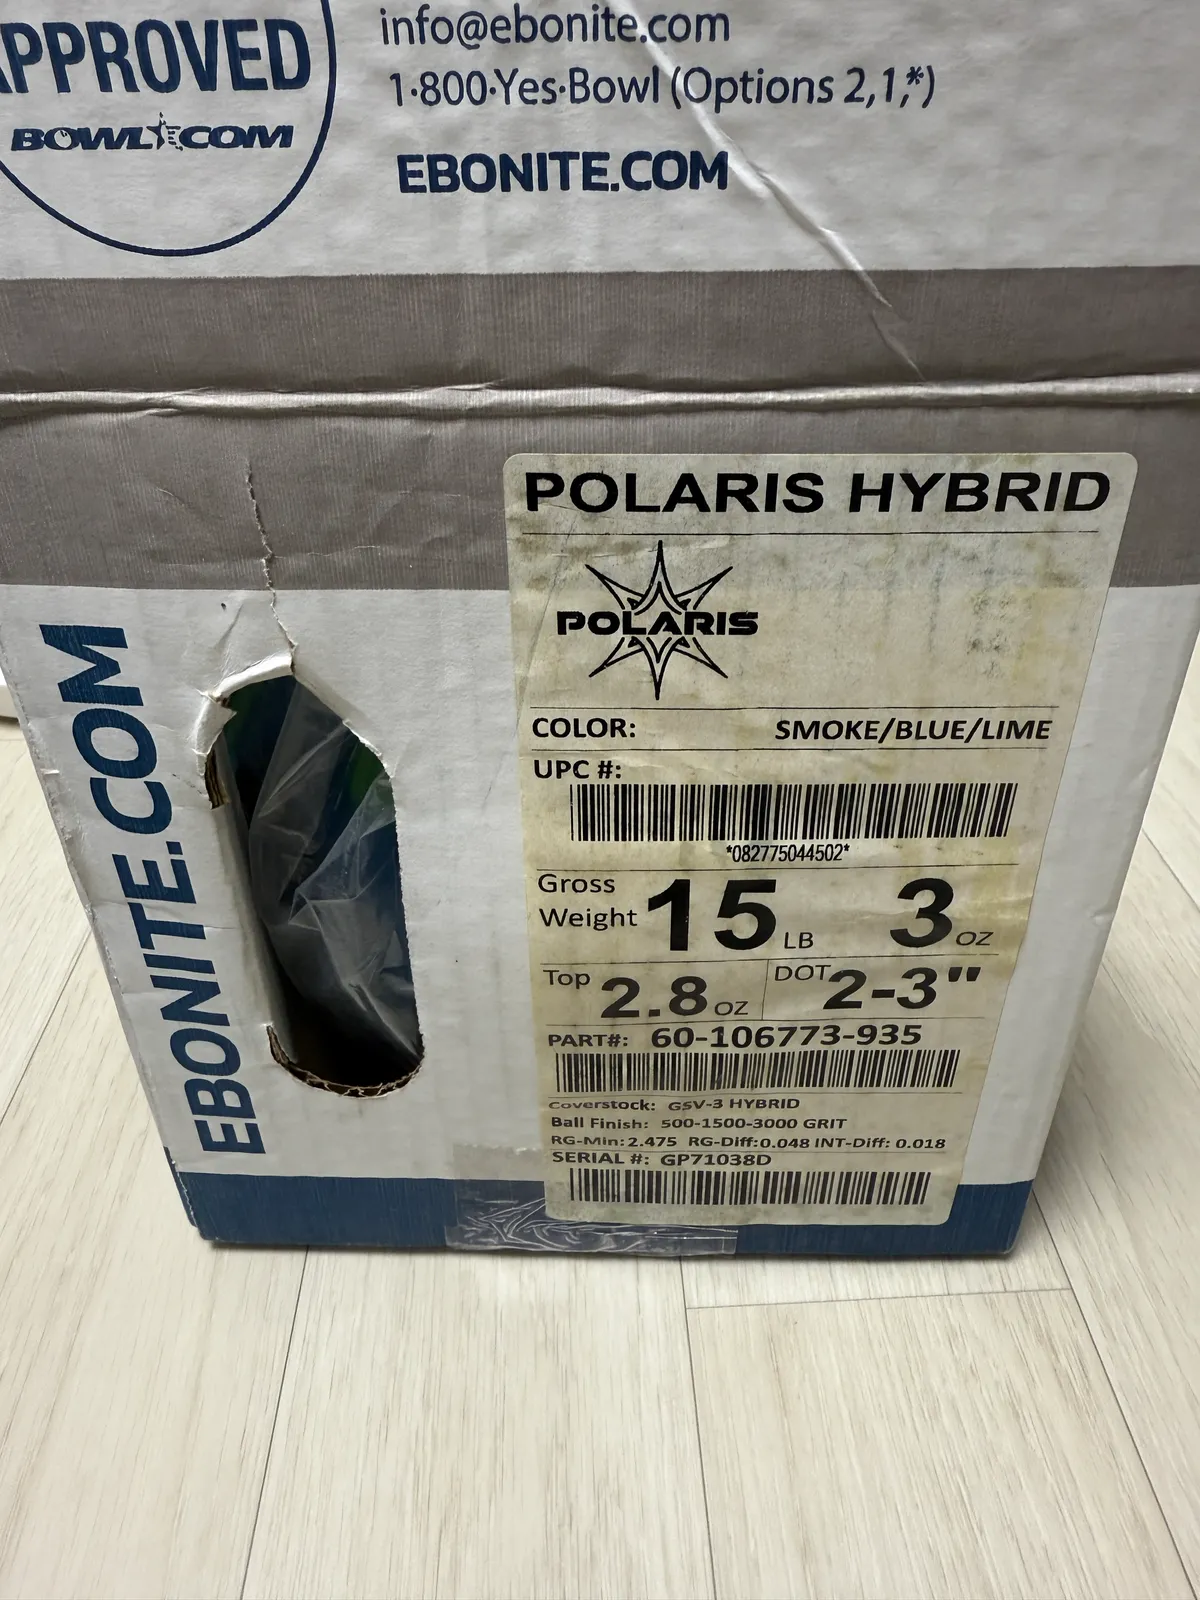 APPROVED
BOWL.COM
info@ebonite.com
1·800·Yes·Bowl (Options 2,1,*)
EBONITE.COM
EBONITE.COM
POLARIS HYBRID
POLARIS
COLOR: SMOKE/BLUE/LIME
UPC #:
*082775044502*
Gross Weight 15 LB 3 OZ
Top 2.8 OZ DOT 2-3"
PART#: 60-106773-935
Coverstock: GSV-3 HYBRID
Ball Finish: 500-1500-3000 GRIT
RG-Min: 2.475 RG-Diff: 0.048 INT-Diff: 0.018
SERIAL #: GP71038D